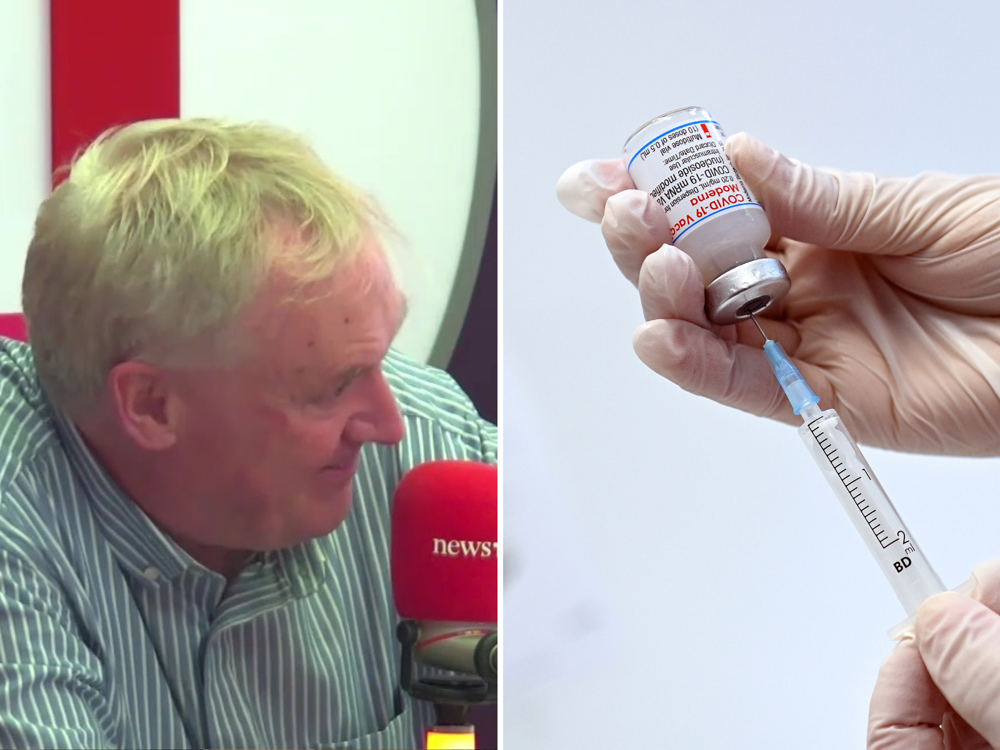 news
COVID-19 Vacc
Moderna
0.20 mg/mL Dispersion for
COVID-19 mRNA Va
(nucleoside modified
Intramuscular Use
Discard Date/Time:
Multidose vial
(10 doses of 0.5 mL)
1
2
ml
BD